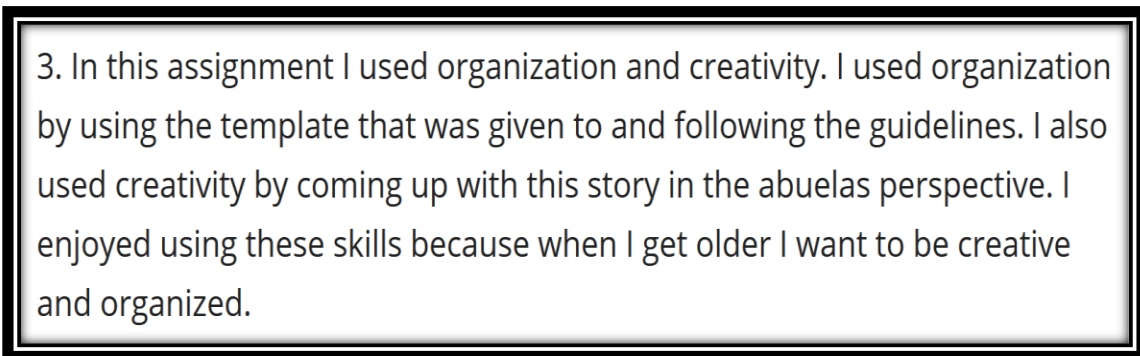 3. In this assignment I used organization and creativity. I used organization
by using the template that was given to and following the guidelines. I also
used creativity by coming up with this story in the abuelas perspective. I
enjoyed using these skills because when I get older I want to be creative
and organized.